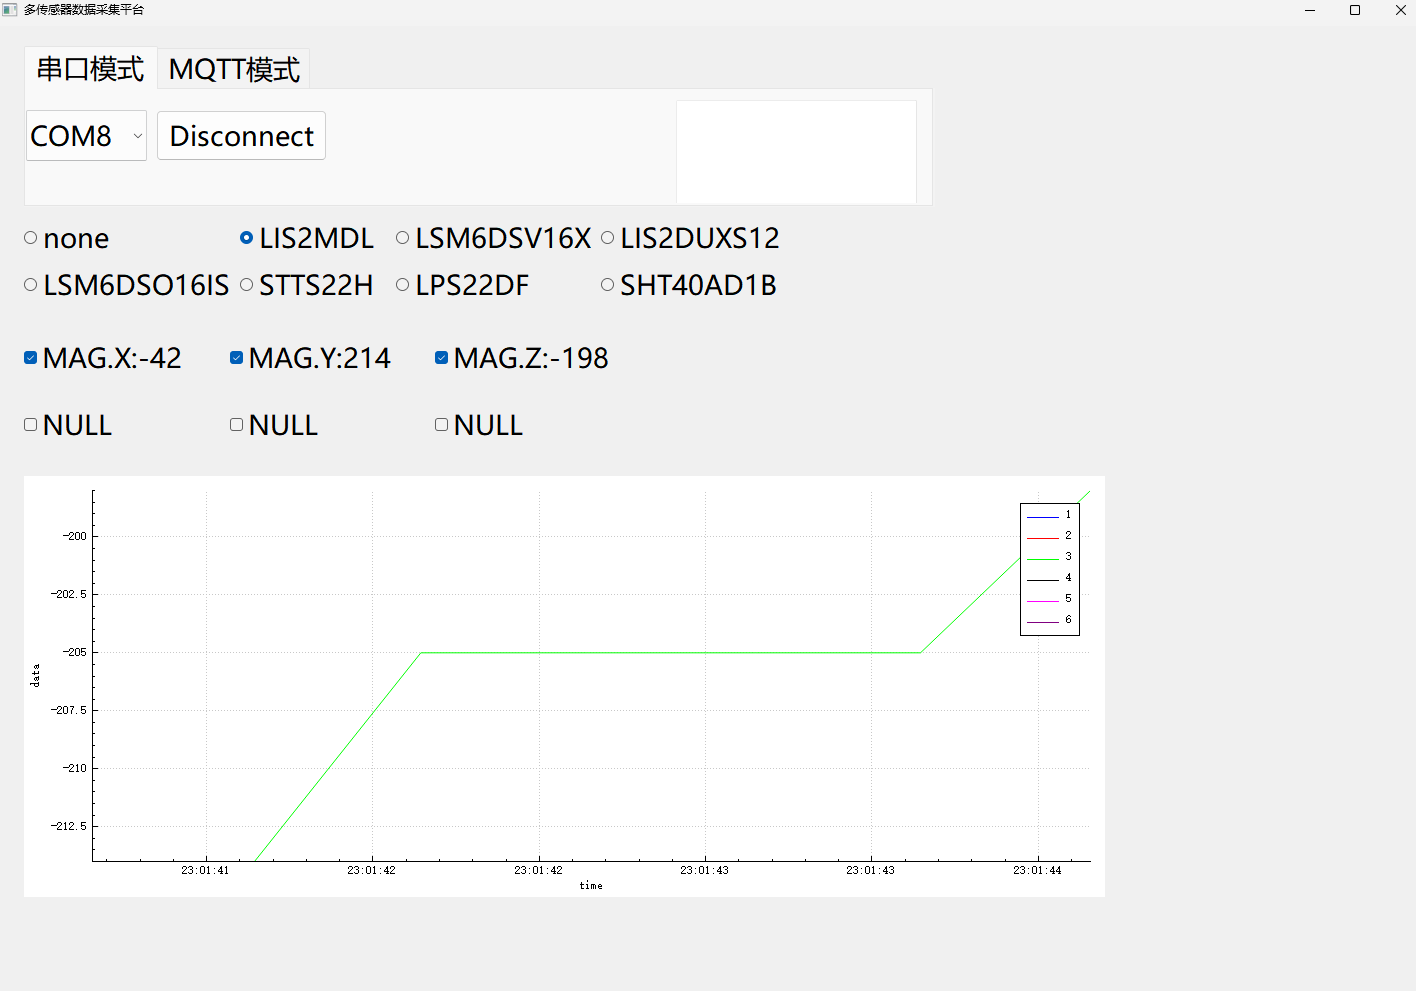 多传感器数据采集平台
串口模式 MQTT模式
COM8 Disconnect
none LIS2MDL LSM6DSV16X LIS2DUXS12
LSM6DSO16IS STTS22H LPS22DF SHT40AD1B
MAG.X:-42 MAG.Y:214 MAG.Z:-198
NULL NULL NULL
1
2
3
4
5
6
-200
-202.5
-205
-207.5
-210
-212.5
data
23:01:41 23:01:42 23:01:42 23:01:43 23:01:43 23:01:44
time